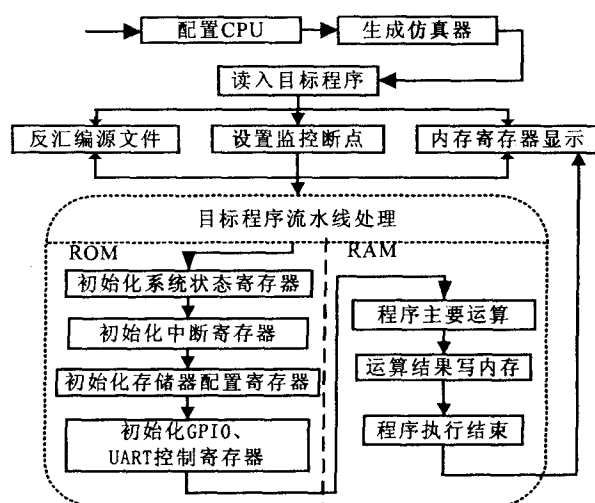 配置CPU
生成仿真器
读入目标程序
反汇编源文件
设置监控断点
内存寄存器显示
目标程序流水线处理
ROM
RAM
初始化系统状态寄存器
初始化中断寄存器
初始化存储器配置寄存器
初始化GPIO、
UART控制寄存器
程序主要运算
运算结果写内存
程序执行结束